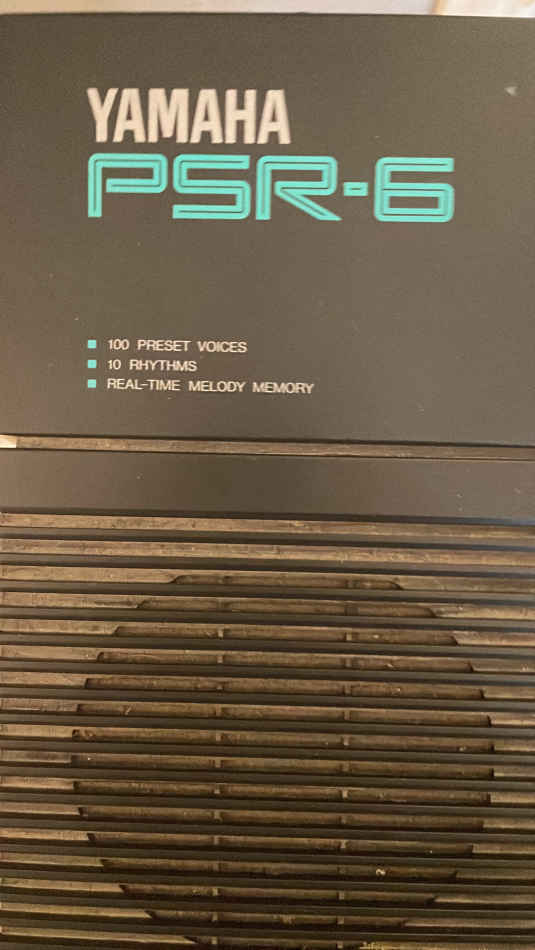 YAMAHA
PSR-6
100 PRESET VOICES
10 RHYTHMS
REAL-TIME MELODY MEMORY